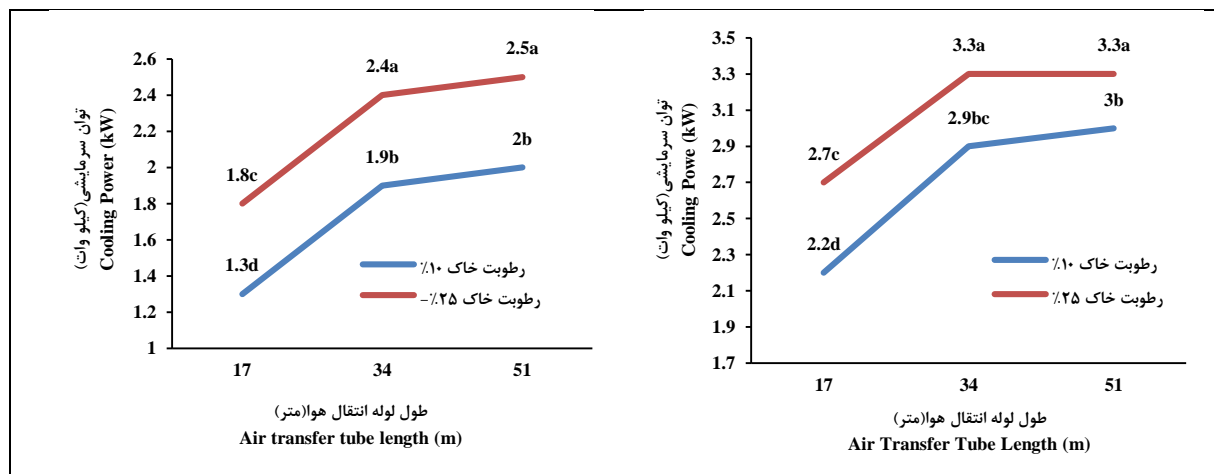 توان سرمایشی(کیلو وات)
Cooling Power (kW)
2.6
2.4
2.2
2
1.8
1.6
1.4
1.2
1
1.8c
2.4a
2.5a
1.3d
1.9b
2b
رطوبت خاک ۱۰٪
رطوبت خاک ۲۵٪-
17 34 51
طول لوله انتقال هوا(متر)
Air transfer tube length (m)
توان سرمایشی(کیلو وات)
Cooling Powe (kW)
3.5
3.3
3.1
2.9
2.7
2.5
2.3
2.1
1.9
1.7
2.7c
3.3a
3.3a
2.2d
2.9bc
3b
رطوبت خاک ۱۰٪
رطوبت خاک ۲۵٪
17 34 51
طول لوله انتقال هوا(متر)
Air Transfer Tube Length (m)